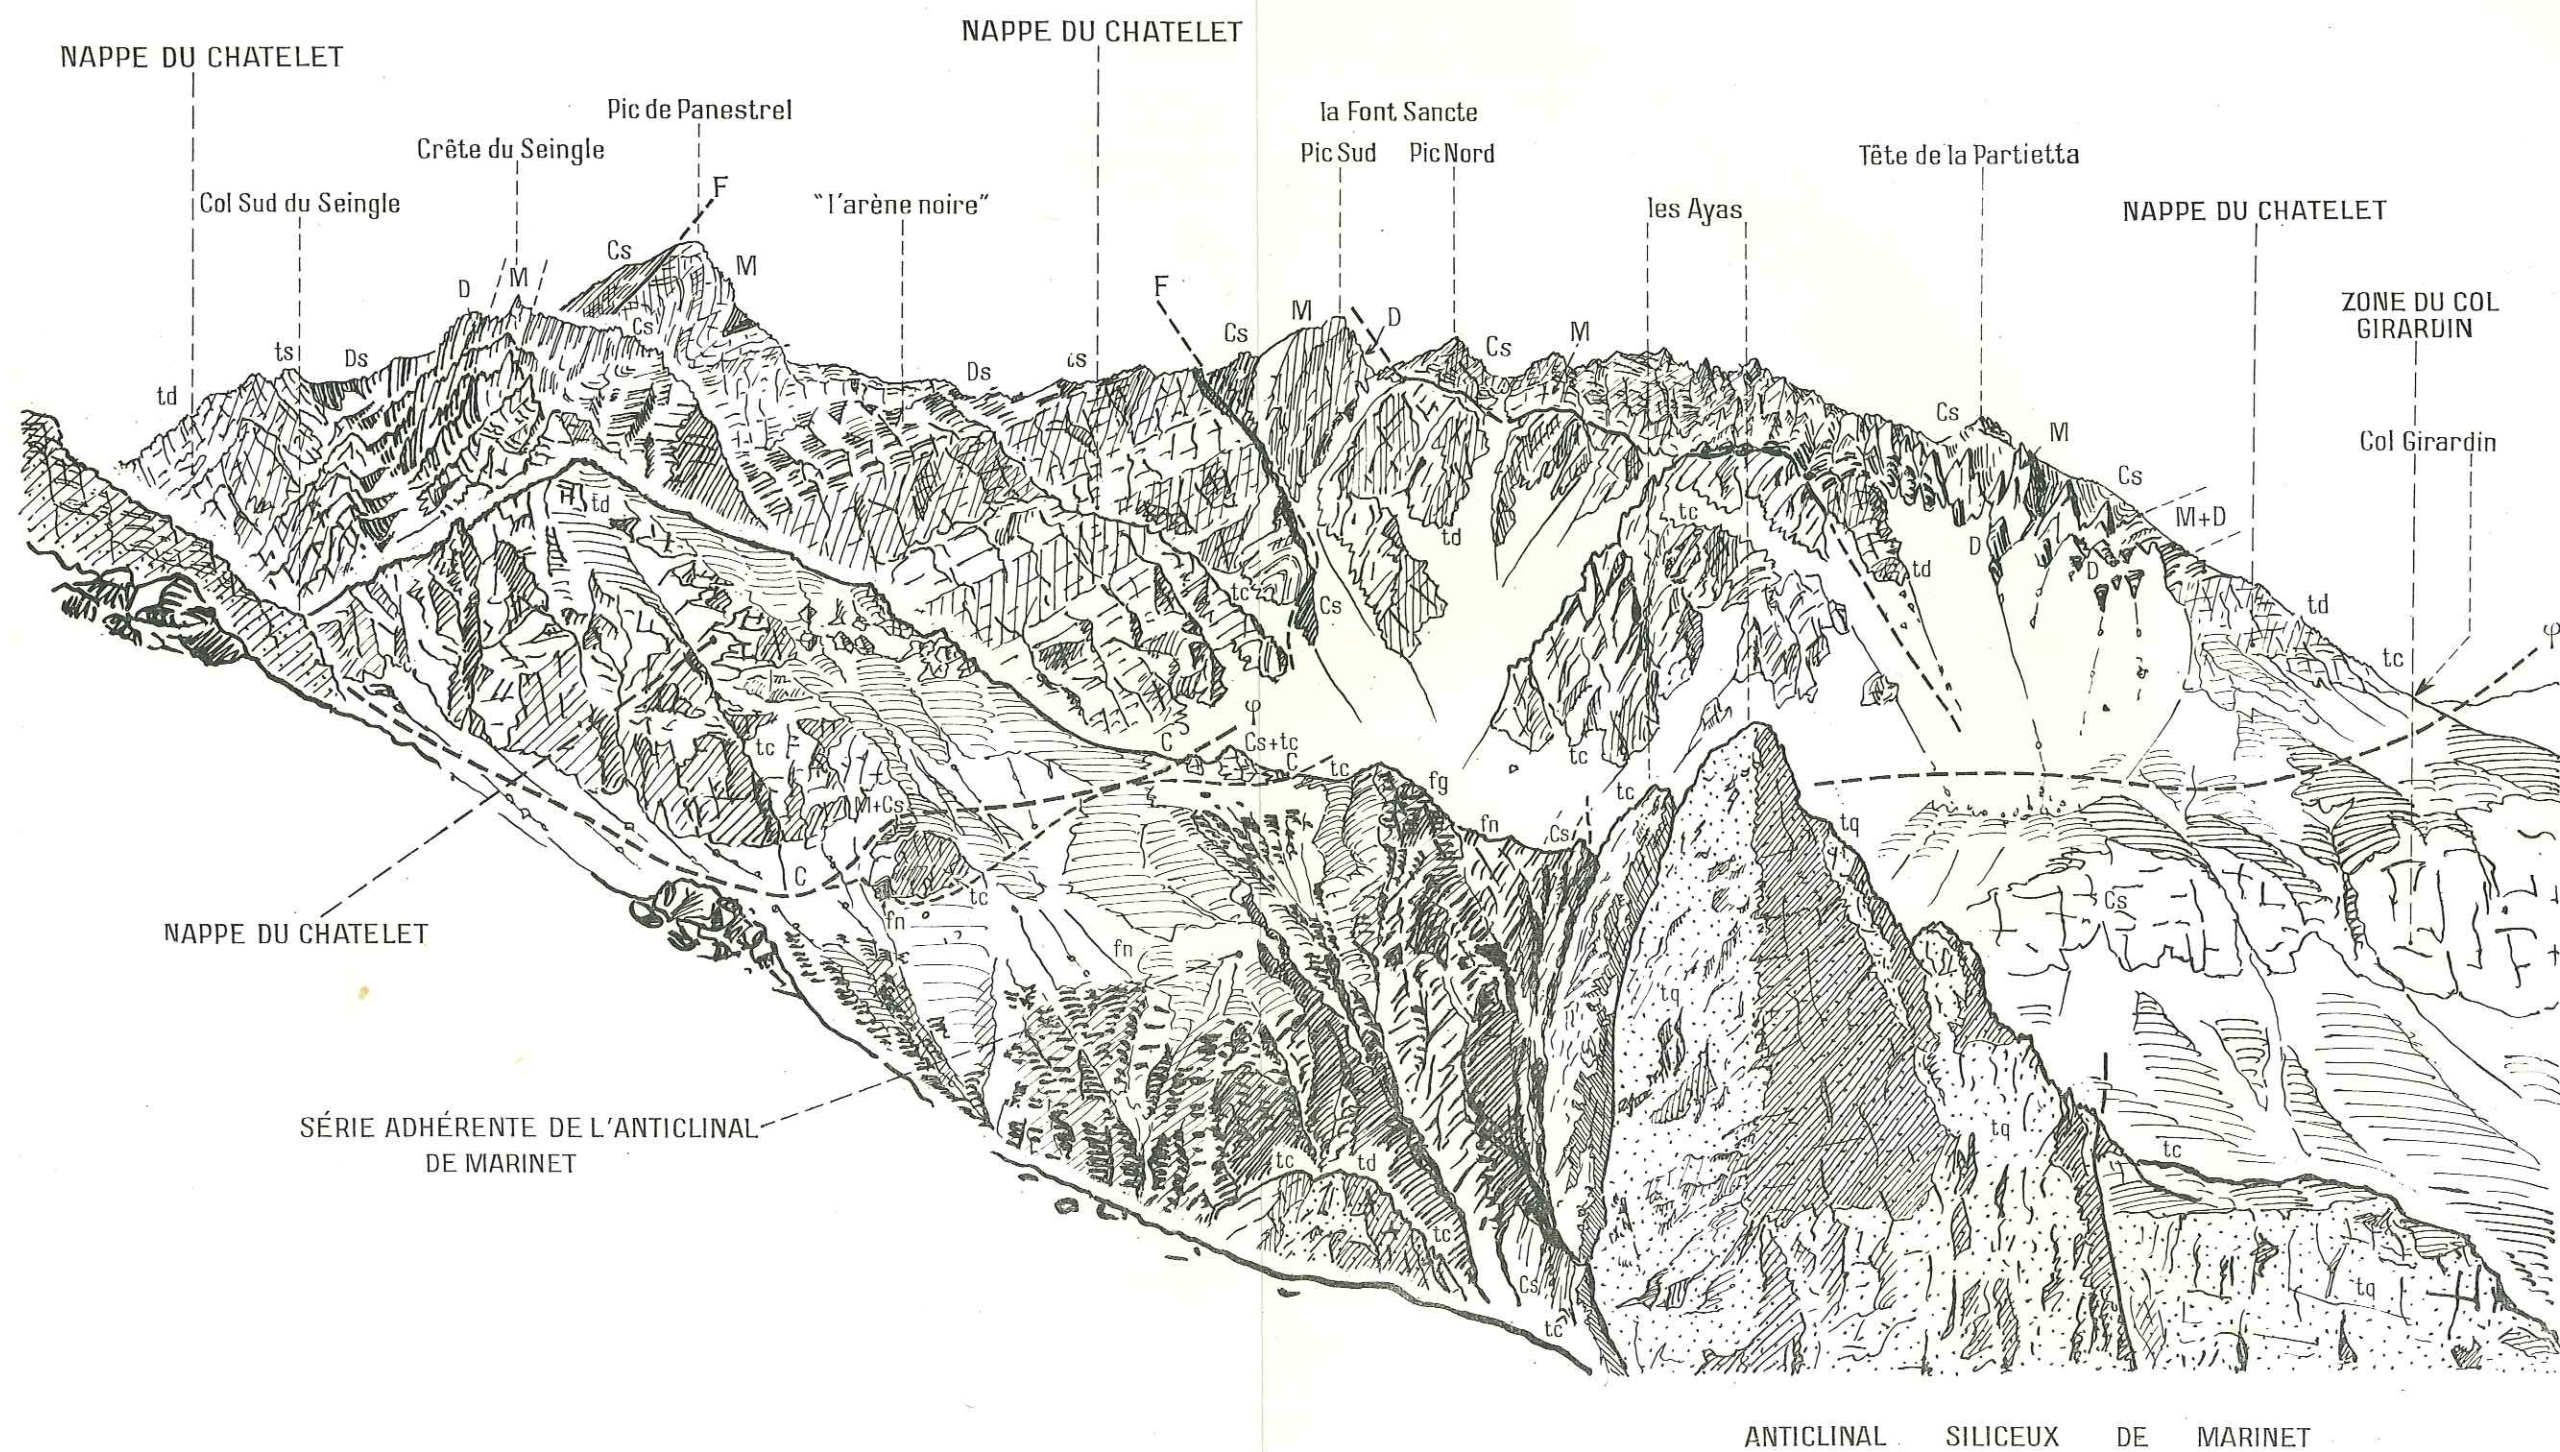 NAPPE DU CHATELET
NAPPE DU CHATELET
Pic de Panestrel
la Font Sancte
Crête du Seingle
Pic Sud Pic Nord
Tête de la Partietta
F
Col Sud du Seingle
"l'arène noire"
les Ayas
NAPPE DU CHATELET
Cs
M
D
M
F
M
D
ZONE DU COL
GIRARDIN
Cs
Cs
M
Cs
ts
Ds
Ds
ts
td
Cs
M
Col Girardin
Cs
td
tc
M+D
td
D
td
D
tc
Cs
td
φ
tc
φ
C
Cs+tc
C
tc
tc
tc
fg
tc
M+Cs
fn
Cs
tq
C
tc
fn
fn
Cs
NAPPE DU CHATELET
tq
SÉRIE ADHÉRENTE DE L'ANTICLINAL
DE MARINET
tq
tc
td
tc
tc
Cs
tq
tc
ANTICLINAL SILICEUX DE MARINET